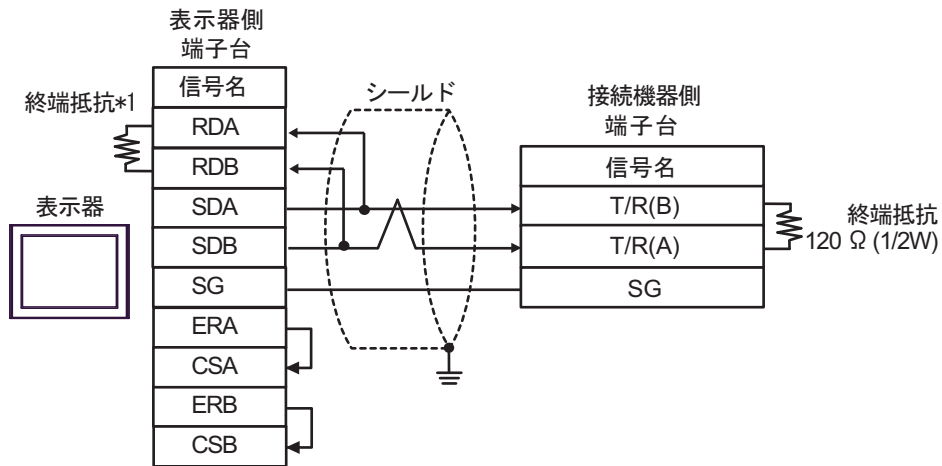 表示器側
端子台
信号名
終端抵抗*1
RDA
RDB
SDA
SDB
SG
ERA
CSA
ERB
CSB
表示器
シールド
接続機器側
端子台
信号名
T/R(B)
T/R(A)
SG
終端抵抗
120 Ω (1/2W)